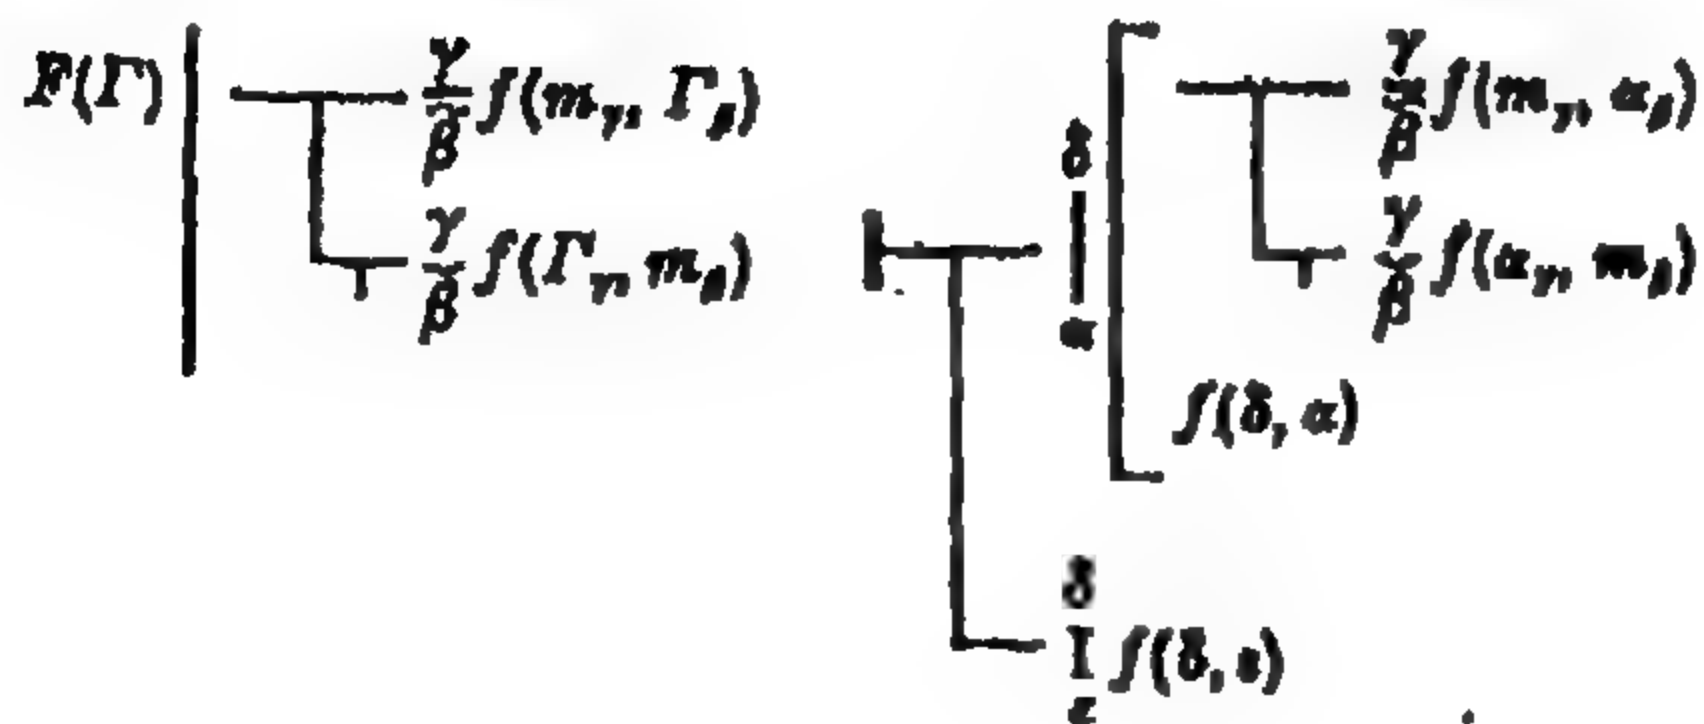 F(Γ) γ/β̃ f(m_γ, Γ_β)
γ/β̃ f(Γ_γ, m_β)
δ
|
α
γ/β̃ f(m_γ, α_β)
γ/β̃ f(α_γ, m_β)
f(δ, α)
δ
I f(δ, ε)
ε